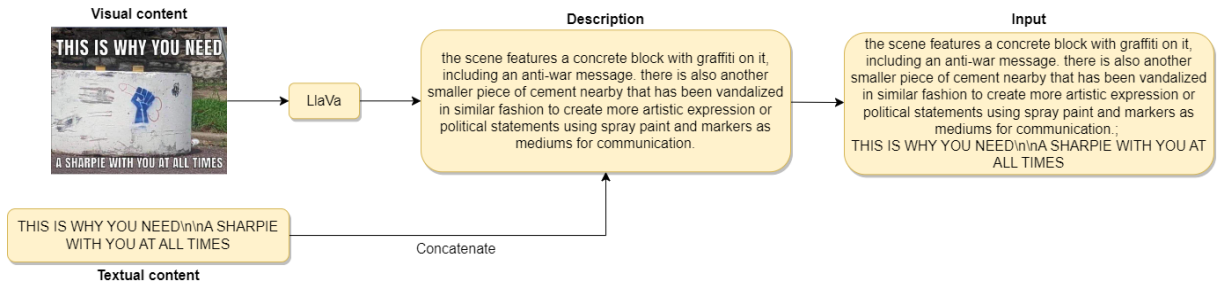 Visual content
THIS IS WHY YOU NEED
A SHARPIE WITH YOU AT ALL TIMES
LlaVa
Description
the scene features a concrete block with graffiti on it,
including an anti-war message. there is also another
smaller piece of cement nearby that has been vandalized
in similar fashion to create more artistic expression or
political statements using spray paint and markers as
mediums for communication.
Input
the scene features a concrete block with graffiti on it,
including an anti-war message. there is also another
smaller piece of cement nearby that has been vandalized
in similar fashion to create more artistic expression or
political statements using spray paint and markers as
mediums for communication.;
THIS IS WHY YOU NEED\n\nA SHARPIE WITH YOU AT
ALL TIMES
THIS IS WHY YOU NEED\n\nA SHARPIE
WITH YOU AT ALL TIMES
Textual content
Concatenate